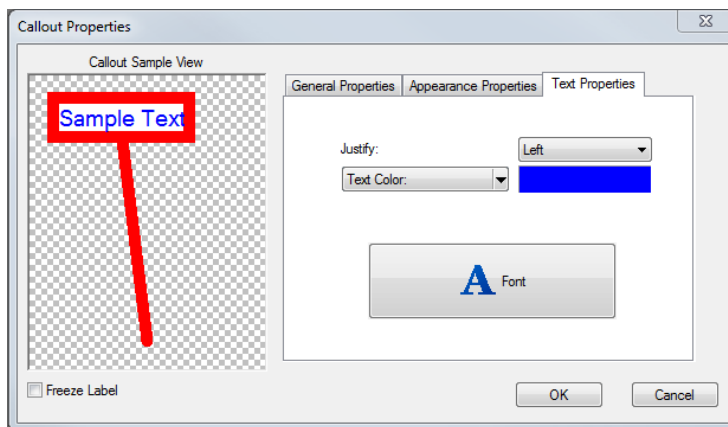 Callout Properties
Callout Sample View
Sample Text
General Properties
Appearance Properties
Text Properties
Justify:
Left
Text Color:
A Font
Freeze Label
OK
Cancel